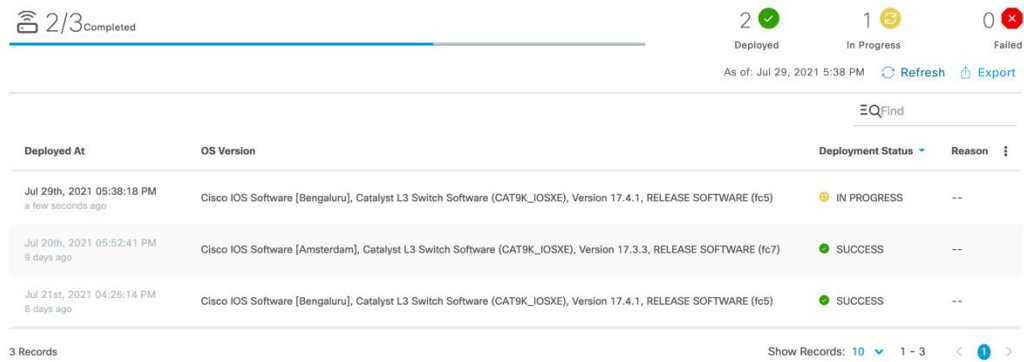 2/3 Completed
2
Deployed
1
In Progress
0
Failed
As of: Jul 29, 2021 5:38 PM Refresh Export
Find
Deployed At OS Version Deployment Status Reason
Jul 29th, 2021 05:38:18 PM
a few seconds ago
Cisco IOS Software [Bengaluru], Catalyst L3 Switch Software (CAT9K_IOSXE), Version 17.4.1, RELEASE SOFTWARE (fc5) IN PROGRESS --
Jul 20th, 2021 05:52:41 PM
9 days ago
Cisco IOS Software [Amsterdam], Catalyst L3 Switch Software (CAT9K_IOSXE), Version 17.3.3, RELEASE SOFTWARE (fc7) SUCCESS --
Jul 21st, 2021 04:26:14 PM
8 days ago
Cisco IOS Software [Bengaluru], Catalyst L3 Switch Software (CAT9K_IOSXE), Version 17.4.1, RELEASE SOFTWARE (fc5) SUCCESS --
3 Records Show Records: 10 1 - 3 1